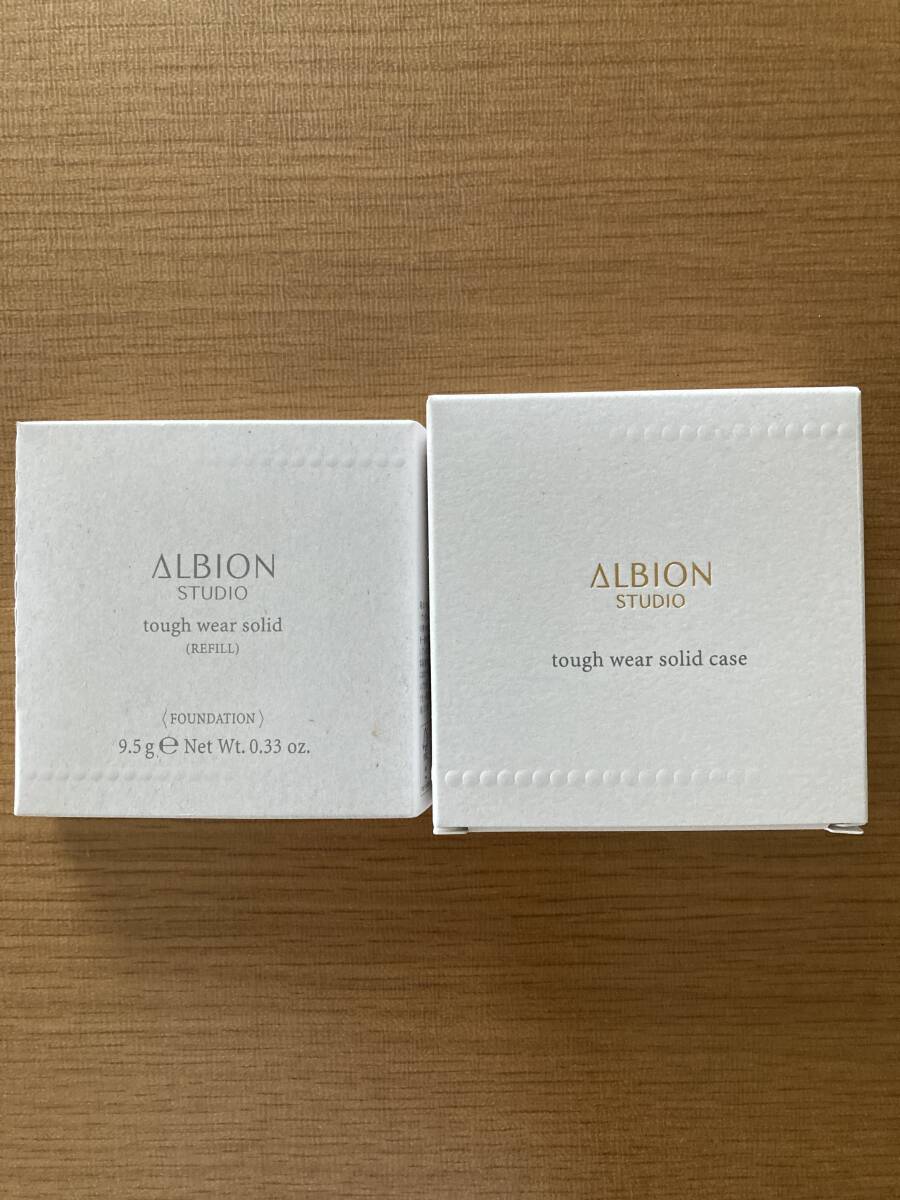 ALBION
STUDIO
tough wear solid
(REFILL)
〈FOUNDATION〉
9.5 g ℮ Net Wt. 0.33 oz.
ALBION
STUDIO
tough wear solid case